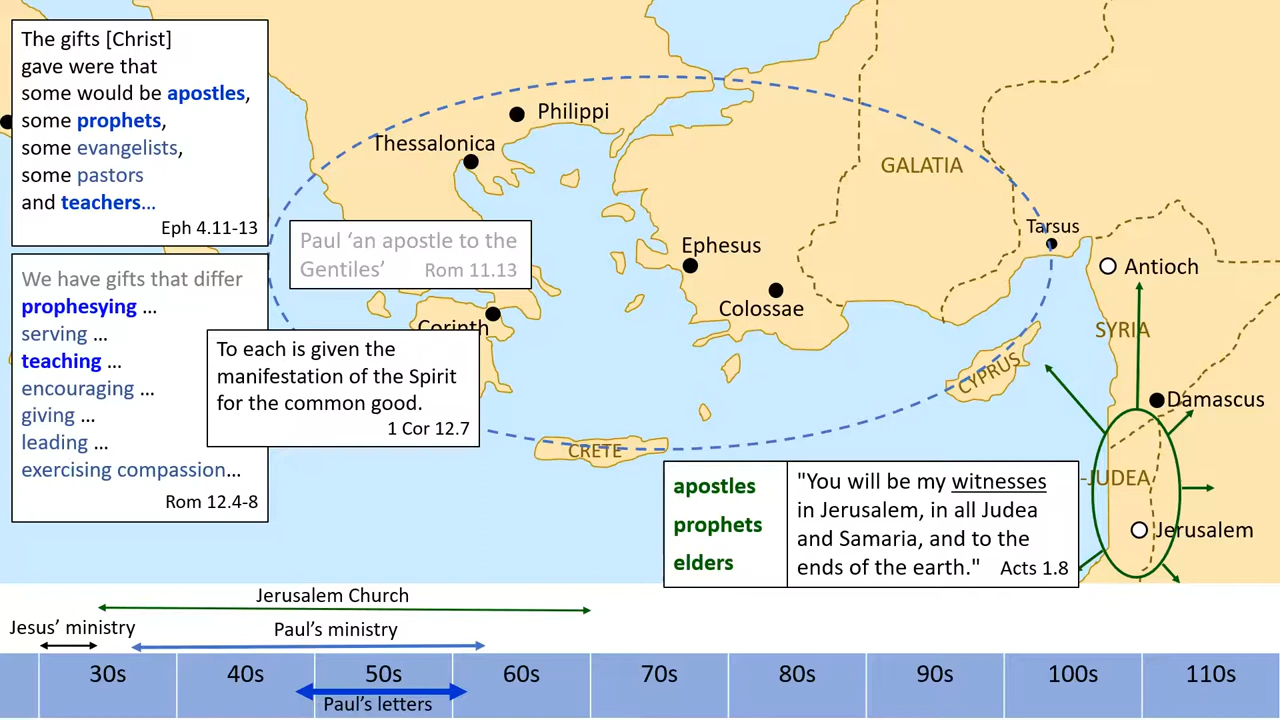 The gifts [Christ]
gave were that
some would be apostles,
some prophets,
some evangelists,
some pastors
and teachers...
Eph 4.11-13
We have gifts that differ
prophesying ...
serving ...
teaching ...
encouraging ...
giving ...
leading ...
exercising compassion...
Rom 12.4-8
Philippi
Thessalonica
Paul ‘an apostle to the
Gentiles’ Rom 11.13
Corinth
To each is given the
manifestation of the Spirit
for the common good.
1 Cor 12.7
Ephesus
Colossae
GALATIA
Tarsus
Antioch
SYRIA
CYPRUS
Damascus
CRETE
-JUDEA
Jerusalem
apostles
prophets
elders
"You will be my witnesses
in Jerusalem, in all Judea
and Samaria, and to the
ends of the earth." Acts 1.8
Jerusalem Church
Jesus’ ministry
Paul’s ministry
30s 40s 50s 60s 70s 80s 90s 100s 110s
Paul’s letters